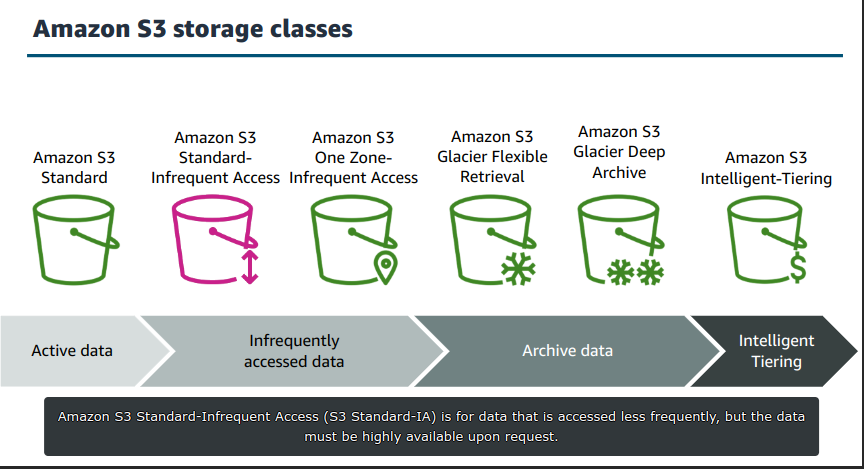 Amazon S3 storage classes
Amazon S3
Standard
Amazon S3
Standard-
Infrequent Access
Amazon S3
One Zone-
Infrequent Access
Amazon S3
Glacier Flexible
Retrieval
Amazon S3
Glacier Deep
Archive
Amazon S3
Intelligent-Tiering
$
Active data
Infrequently
accessed data
Archive data
Intelligent
Tiering
Amazon S3 Standard-Infrequent Access (S3 Standard-IA) is for data that is accessed less frequently, but the data
must be highly available upon request.